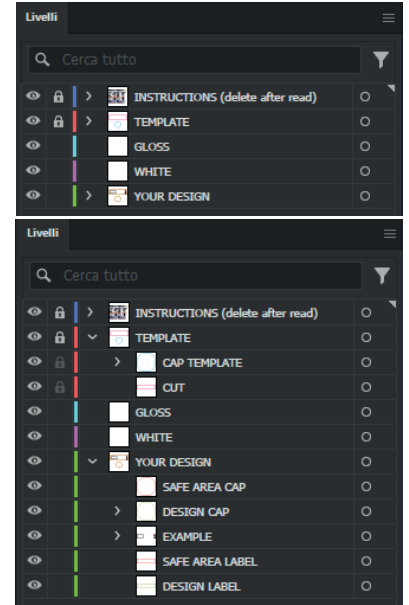 Livelli
Cerca tutto
INSTRUCTIONS (delete after read)
TEMPLATE
GLOSS
WHITE
YOUR DESIGN
Livelli
Cerca tutto
INSTRUCTIONS (delete after read)
TEMPLATE
CAP TEMPLATE
CUT
GLOSS
WHITE
YOUR DESIGN
SAFE AREA CAP
DESIGN CAP
EXAMPLE
SAFE AREA LABEL
DESIGN LABEL